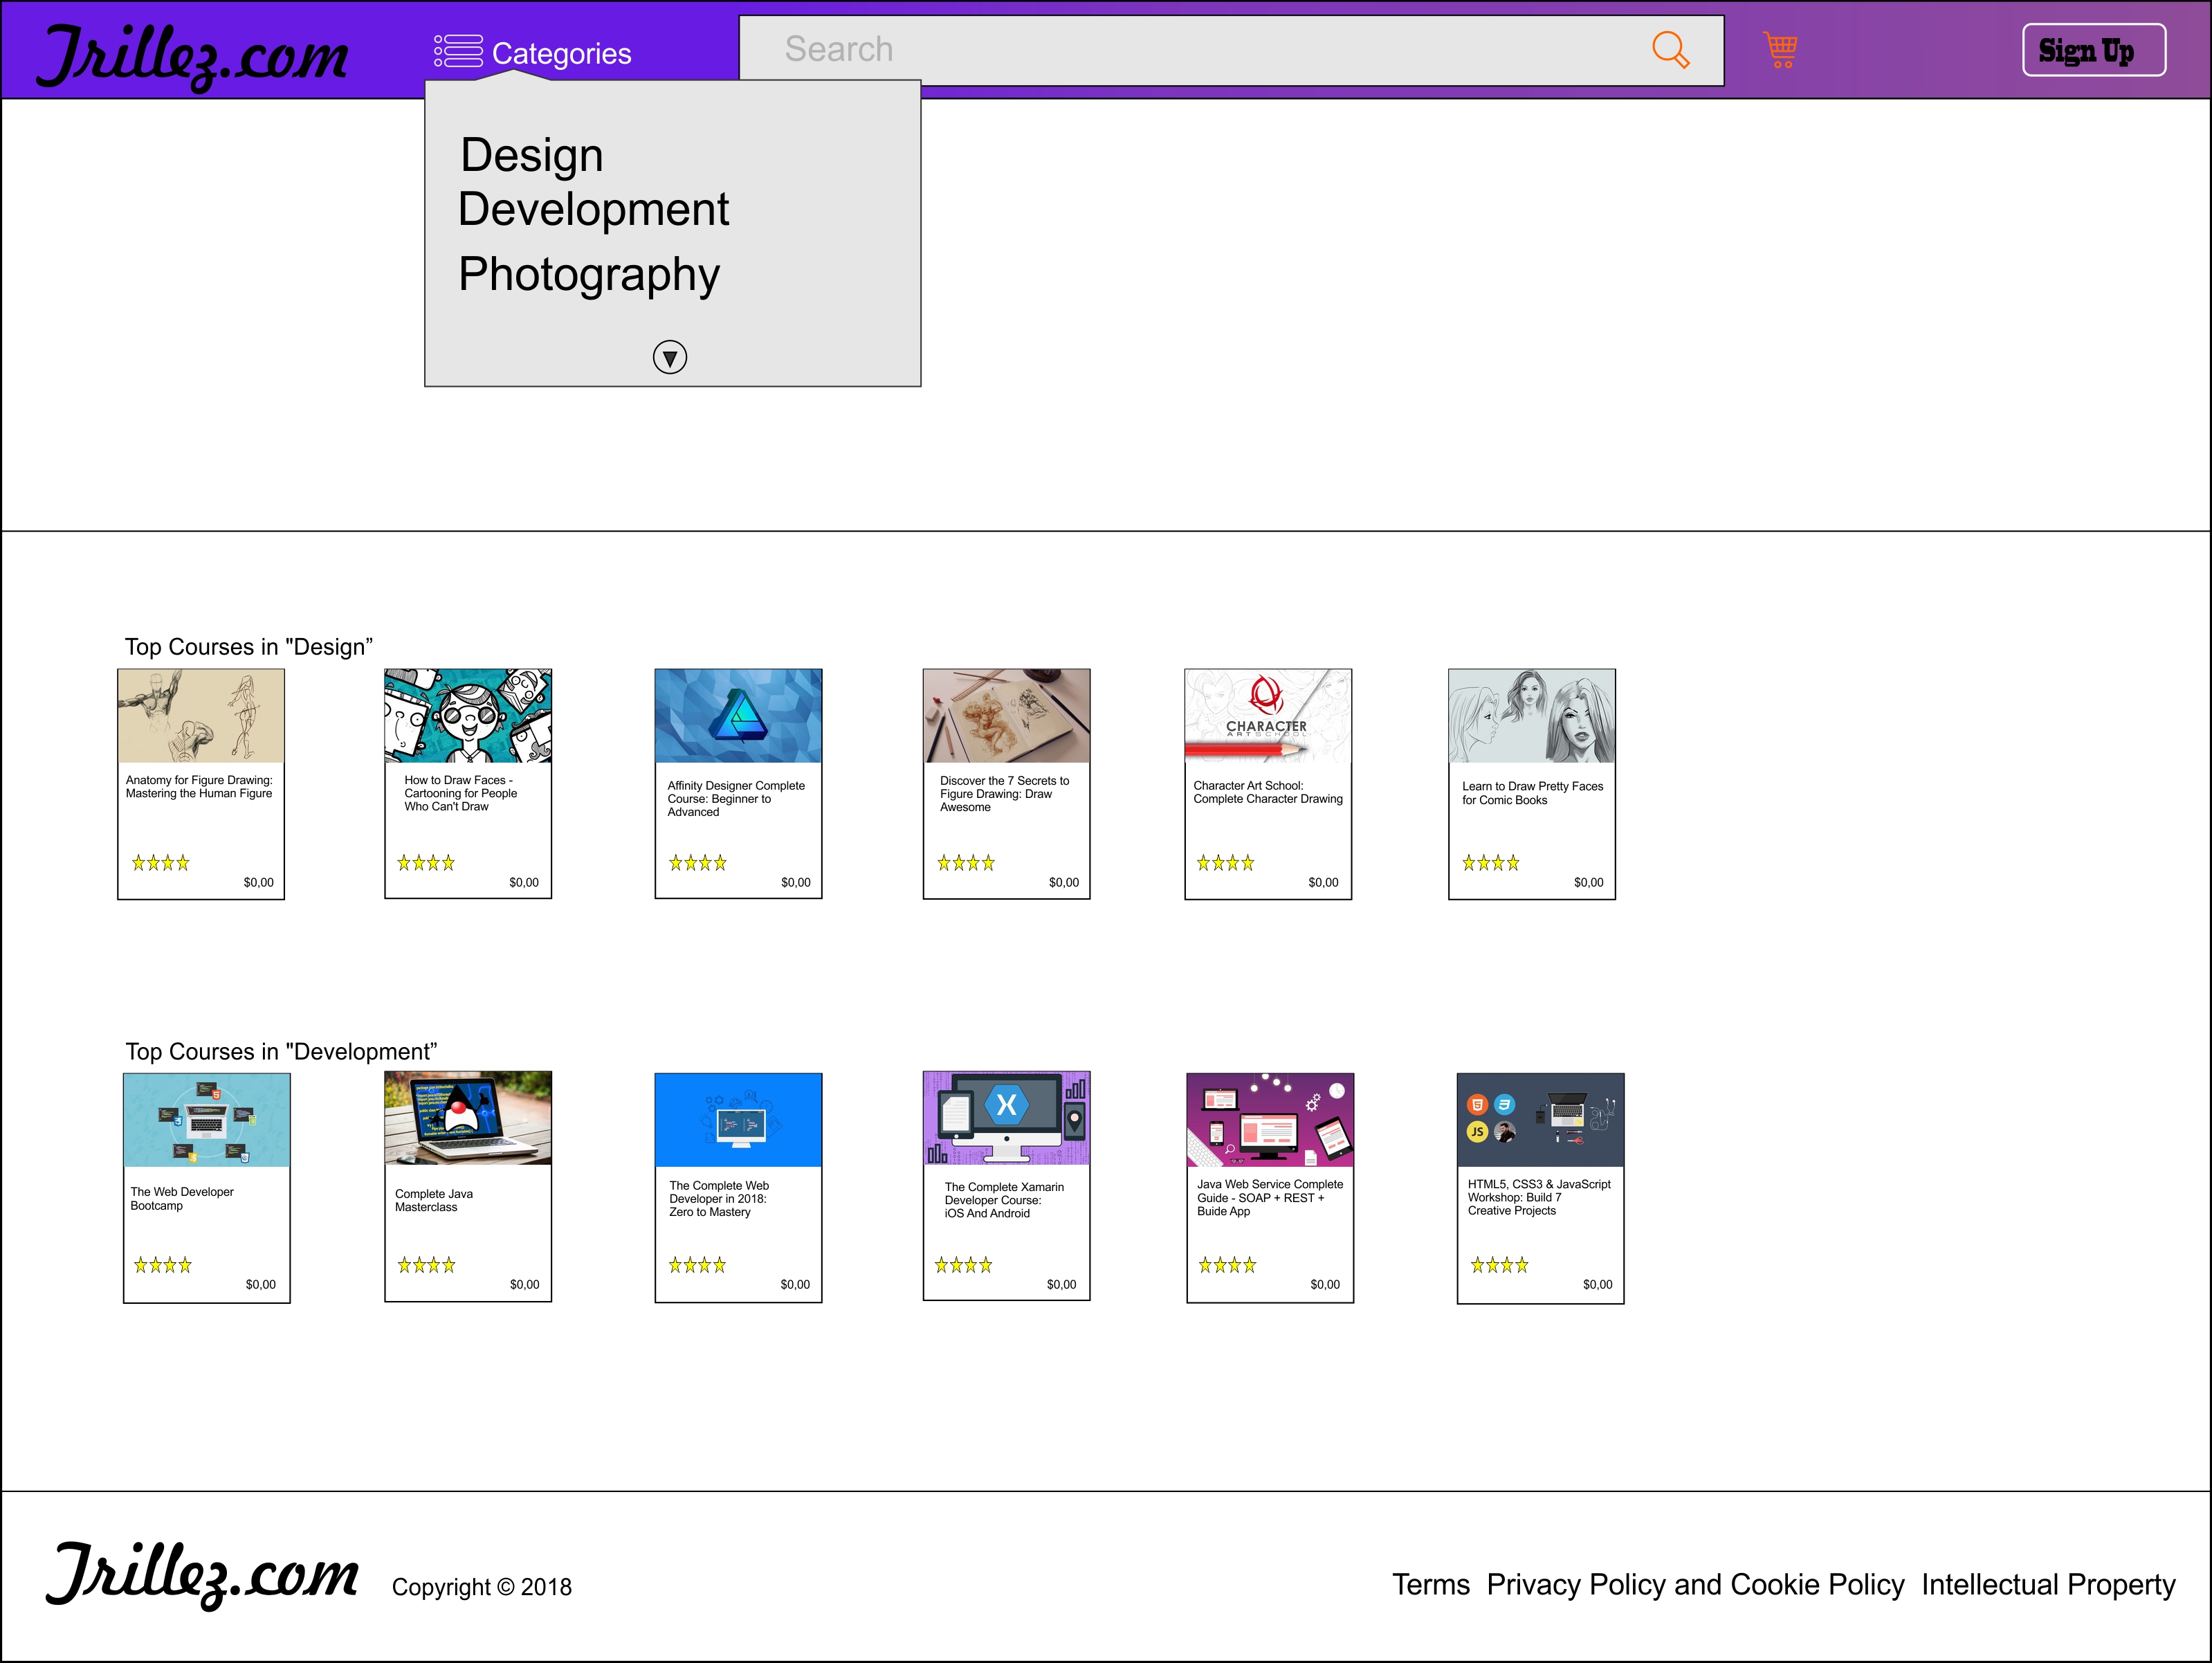 Trillez.com
Categories
Search
Sign Up
Design
Development
Photography
Top Courses in "Design”
Anatomy for Figure Drawing:
Mastering the Human Figure
$0,00
How to Draw Faces -
Cartooning for People
Who Can't Draw
$0,00
Affinity Designer Complete
Course: Beginner to
Advanced
$0,00
Discover the 7 Secrets to
Figure Drawing: Draw
Awesome
$0,00
CHARACTER
ART SCHOOL
Character Art School:
Complete Character Drawing
$0,00
Learn to Draw Pretty Faces
for Comic Books
$0,00
Top Courses in "Development”
The Web Developer
Bootcamp
$0,00
Complete Java
Masterclass
$0,00
The Complete Web
Developer in 2018:
Zero to Mastery
$0,00
X
The Complete Xamarin
Developer Course:
iOS And Android
$0,00
Java Web Service Complete
Guide - SOAP + REST +
Buide App
$0,00
JS
HTML5, CSS3 & JavaScript
Workshop: Build 7
Creative Projects
$0,00
Trillez.com
Copyright © 2018
Terms Privacy Policy and Cookie Policy Intellectual Property